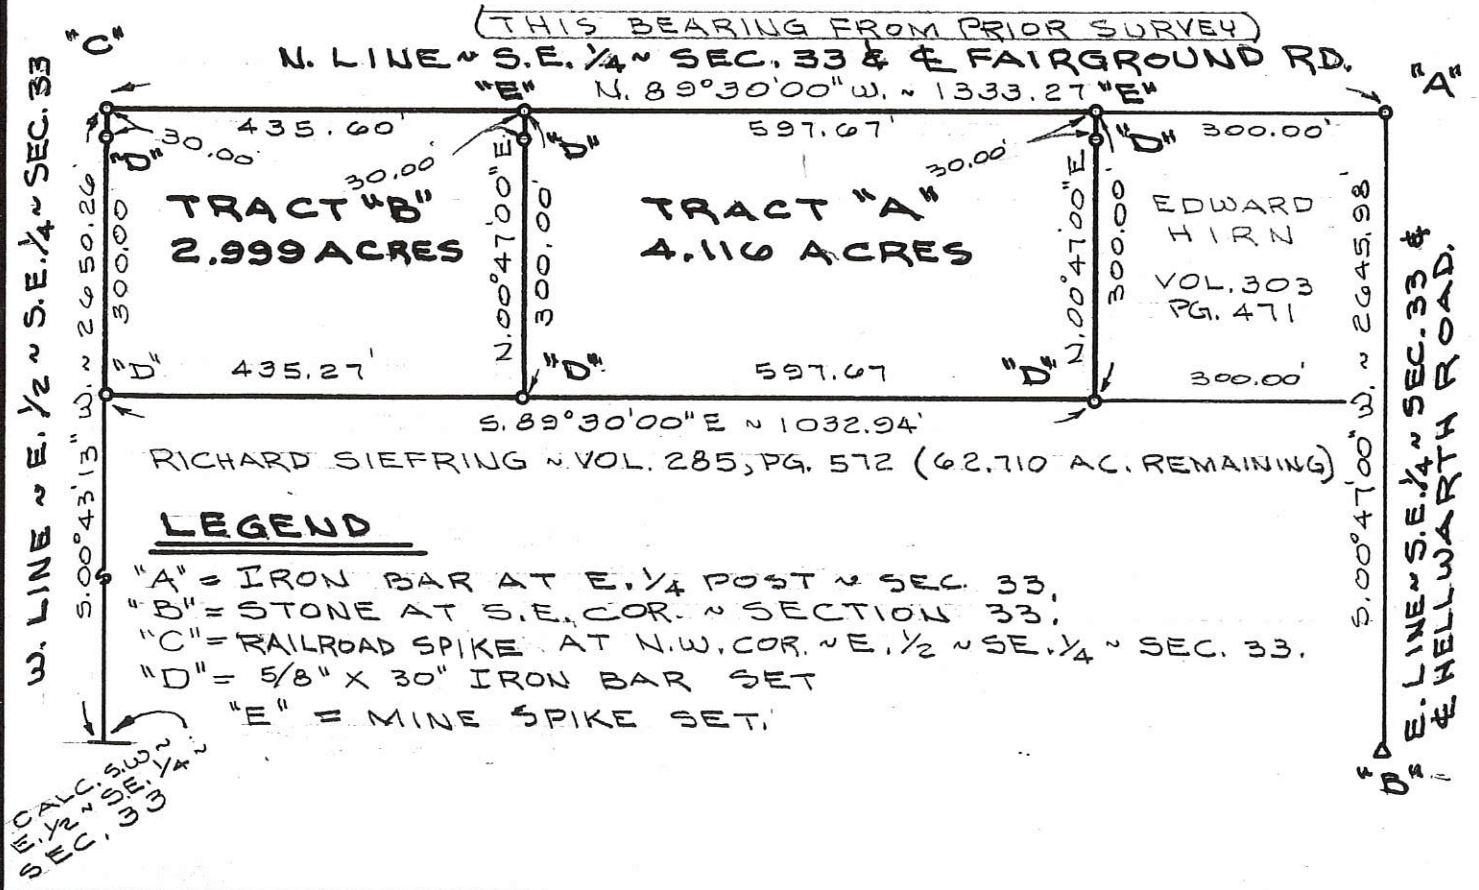 (THIS BEARING FROM PRIOR SURVEY)
"C"
N. LINE ~ S.E. ¼ ~ SEC. 33 & ℄ FAIRGROUND RD.
"A"
"E"
N. 89°30'00" W. ~ 1333.27
"E"
435.60'
597.67'
300.00'
30.00'
"D"
"D"
"D"
30.00'
30.00'
W. LINE ~ E. ½ ~ S.E. ¼ ~ SEC. 33
S. 00°43'13" W. ~ 2650.26'
300.00
TRACT "B"
2.999 ACRES
N. 00°47'00" E.
300.00'
TRACT "A"
4.116 ACRES
N. 00°47'00" E
300.00'
EDWARD
HIRN
VOL. 303
PG. 471
S. 00°47'00" W. ~ 2645.98'
E. LINE ~ S.E. ¼ ~ SEC. 33 &
℄ HELLWARTH ROAD.
"D"
435.27'
"D"
597.67
"D"
300.00'
S. 89°30'00" E ~ 1032.94'
RICHARD SIEFRING ~ VOL. 285, PG. 572 (62.710 AC. REMAINING)
LEGEND
"A" = IRON BAR AT E. ¼ POST ~ SEC. 33.
"B" = STONE AT S.E. COR. ~ SECTION 33.
"C" = RAILROAD SPIKE AT N.W. COR. ~ E. ½ ~ SE. ¼ ~ SEC. 33.
"D" = 5/8" X 30" IRON BAR SET
"E" = MINE SPIKE SET.
CALC. S.W ~
E. ½ ~ S.E. ¼ ~
SEC. 33
"B"